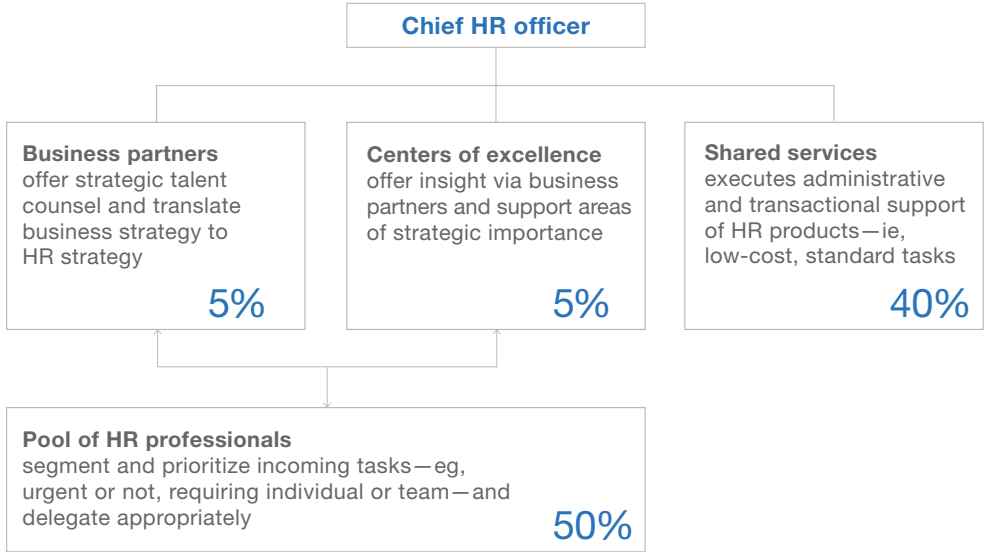 Chief HR officer
Business partners
offer strategic talent
counsel and translate
business strategy to
HR strategy
5%
Centers of excellence
offer insight via business
partners and support areas
of strategic importance
5%
Shared services
executes administrative
and transactional support
of HR products—ie,
low-cost, standard tasks
40%
Pool of HR professionals
segment and prioritize incoming tasks—eg,
urgent or not, requiring individual or team—and
delegate appropriately
50%